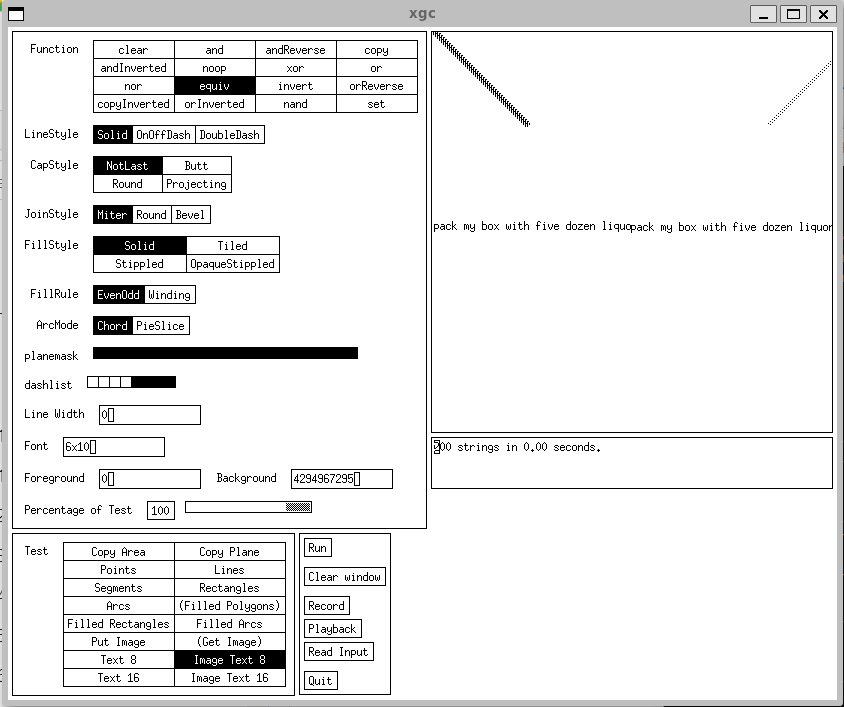 xgc
Function clear and andReverse copy
andInverted noop xor or
nor equiv invert orReverse
copyInverted orInverted nand set
LineStyle Solid OnOffDash DoubleDash
CapStyle NotLast Butt
Round Projecting
JoinStyle Miter Round Bevel
FillStyle Solid Tiled
Stippled OpaqueStippled
FillRule EvenOdd Winding
ArcMode Chord PieSlice
planemask
dashlist
Line Width 0
Font 6x10
Foreground 0 Background 4294967295
Percentage of Test 100
pack my box with five dozen liquopack my box with five dozen liquor
200 strings in 0.00 seconds.
Test Copy Area Copy Plane
Points Lines
Segments Rectangles
Arcs (Filled Polygons)
Filled Rectangles Filled Arcs
Put Image (Get Image)
Text 8 Image Text 8
Text 16 Image Text 16
Run
Clear window
Record
Playback
Read Input
Quit